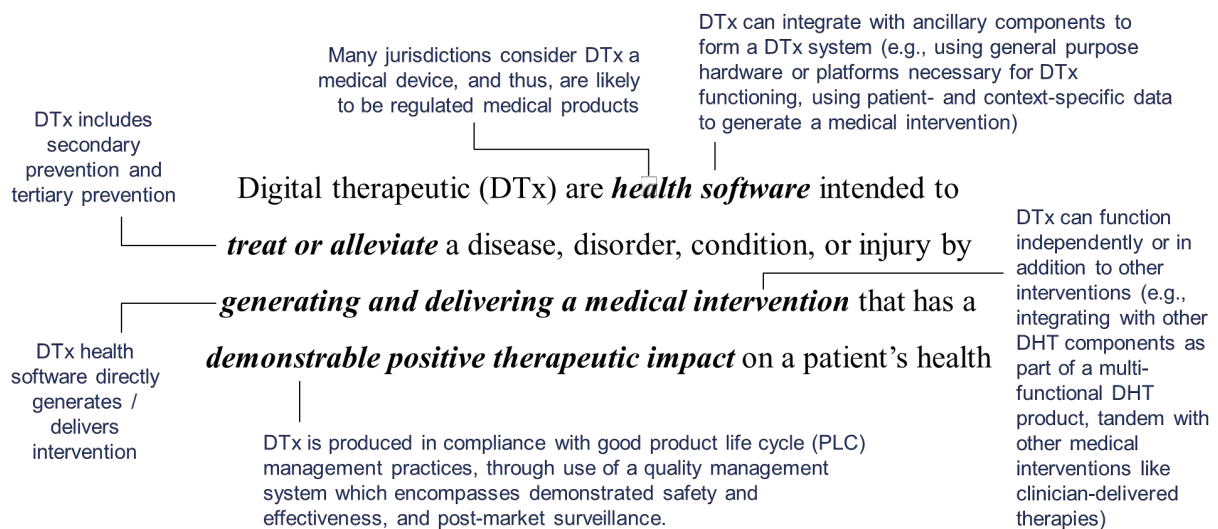 DTx can integrate with ancillary components to
form a DTx system (e.g., using general purpose
hardware or platforms necessary for DTx
functioning, using patient- and context-specific data
to generate a medical intervention)
Many jurisdictions consider DTx a
medical device, and thus, are likely
to be regulated medical products
DTx includes
secondary
prevention and
tertiary prevention
Digital therapeutic (DTx) are health software intended to
treat or alleviate a disease, disorder, condition, or injury by
generating and delivering a medical intervention that has a
demonstrable positive therapeutic impact on a patient's health
DTx can function
independently or in
addition to other
interventions (e.g.,
integrating with other
DHT components as
part of a multi-
functional DHT
product, tandem with
other medical
interventions like
clinician-delivered
therapies)
DTx health
software directly
generates /
delivers
intervention
DTx is produced in compliance with good product life cycle (PLC)
management practices, through use of a quality management
system which encompasses demonstrated safety and
effectiveness, and post-market surveillance.